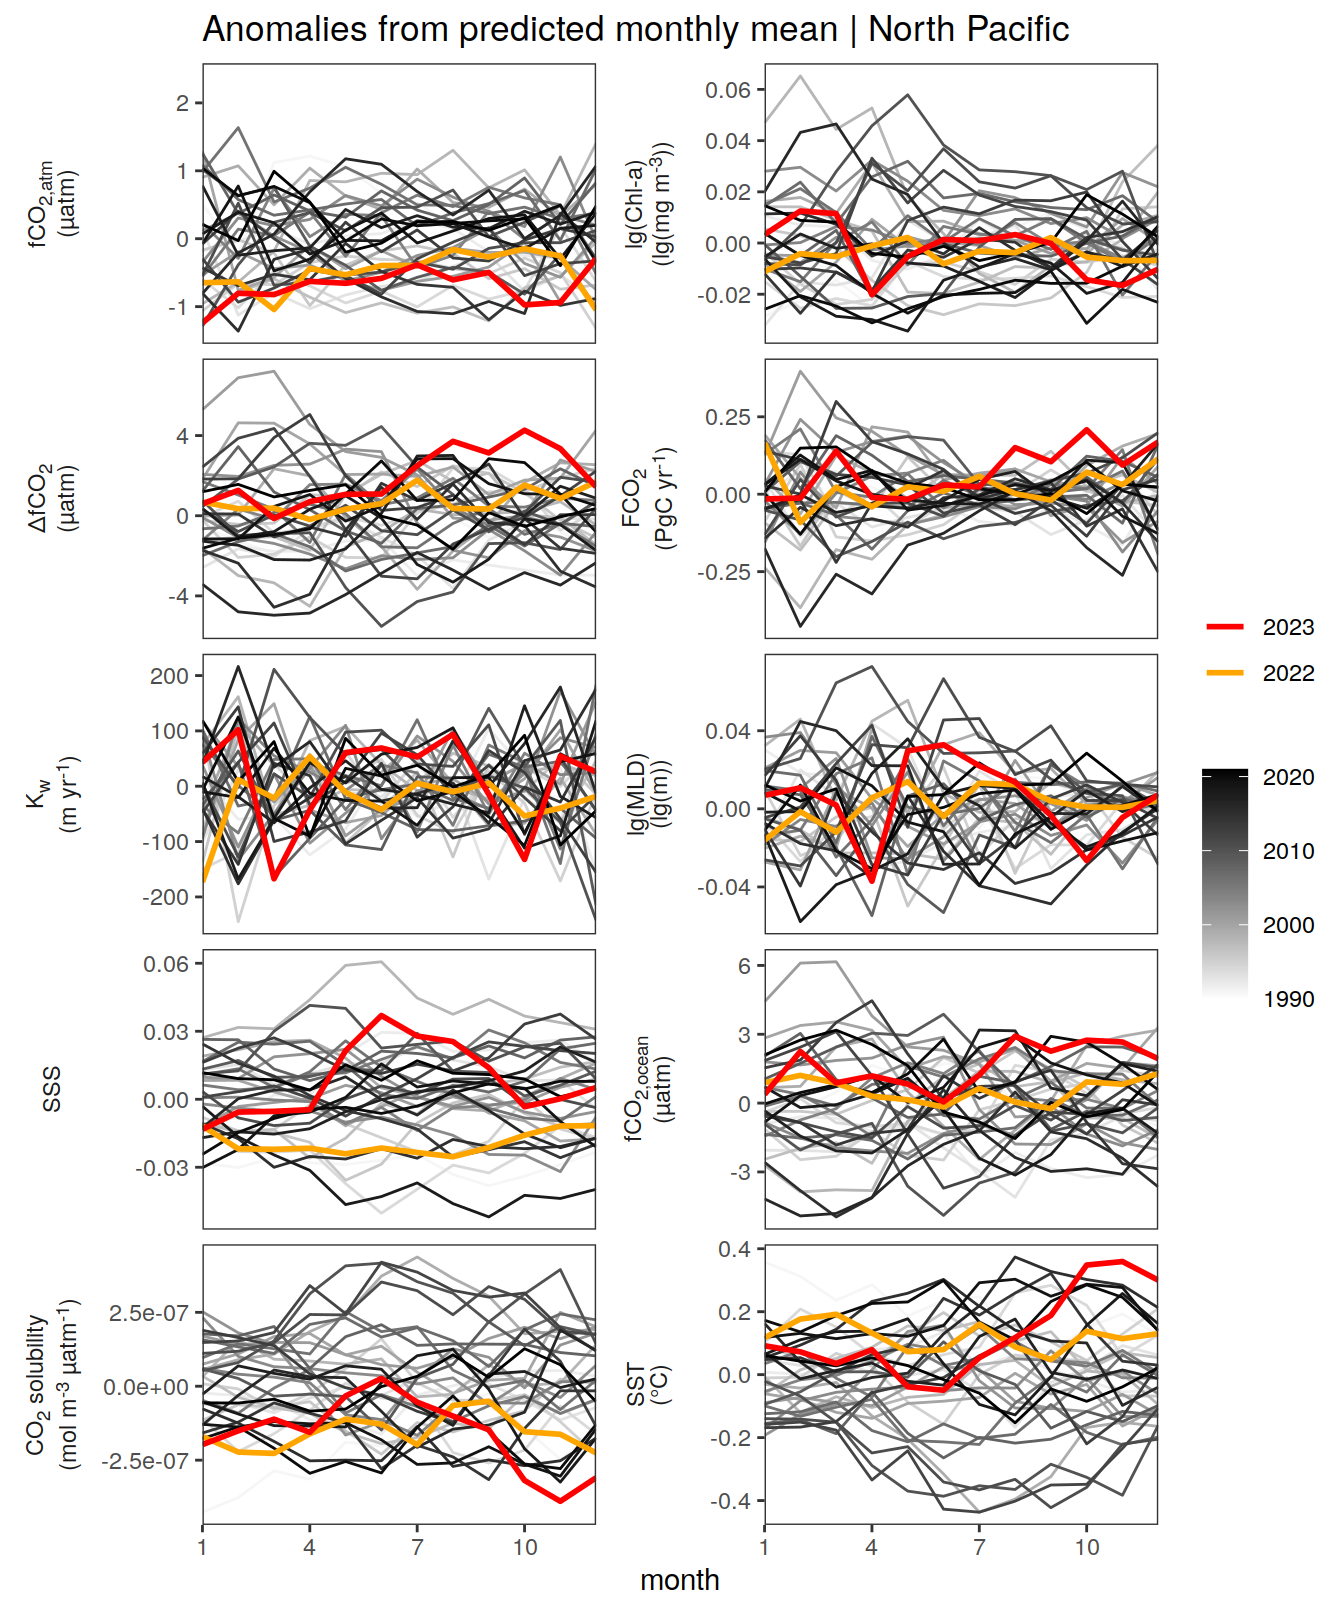 Anomalies from predicted monthly mean | North Pacific
fCO2,atm
(µatm)
2
1
0
-1
lg(Chl-a)
(lg(mg m-3))
0.06
0.04
0.02
0.00
-0.02
ΔfCO2
(µatm)
4
0
-4
FCO2
(PgC yr-1)
0.25
0.00
-0.25
Kw
(m yr-1)
200
100
0
-100
-200
lg(MLD)
(lg(m))
0.04
0.00
-0.04
SSS
0.06
0.03
0.00
-0.03
fCO2,ocean
(µatm)
6
3
0
-3
CO2 solubility
(mol m-3 µatm-1)
2.5e-07
0.0e+00
-2.5e-07
SST
(°C)
0.4
0.2
0.0
-0.2
-0.4
1 4 7 10
1 4 7 10
month
2023
2022
2020
2010
2000
1990